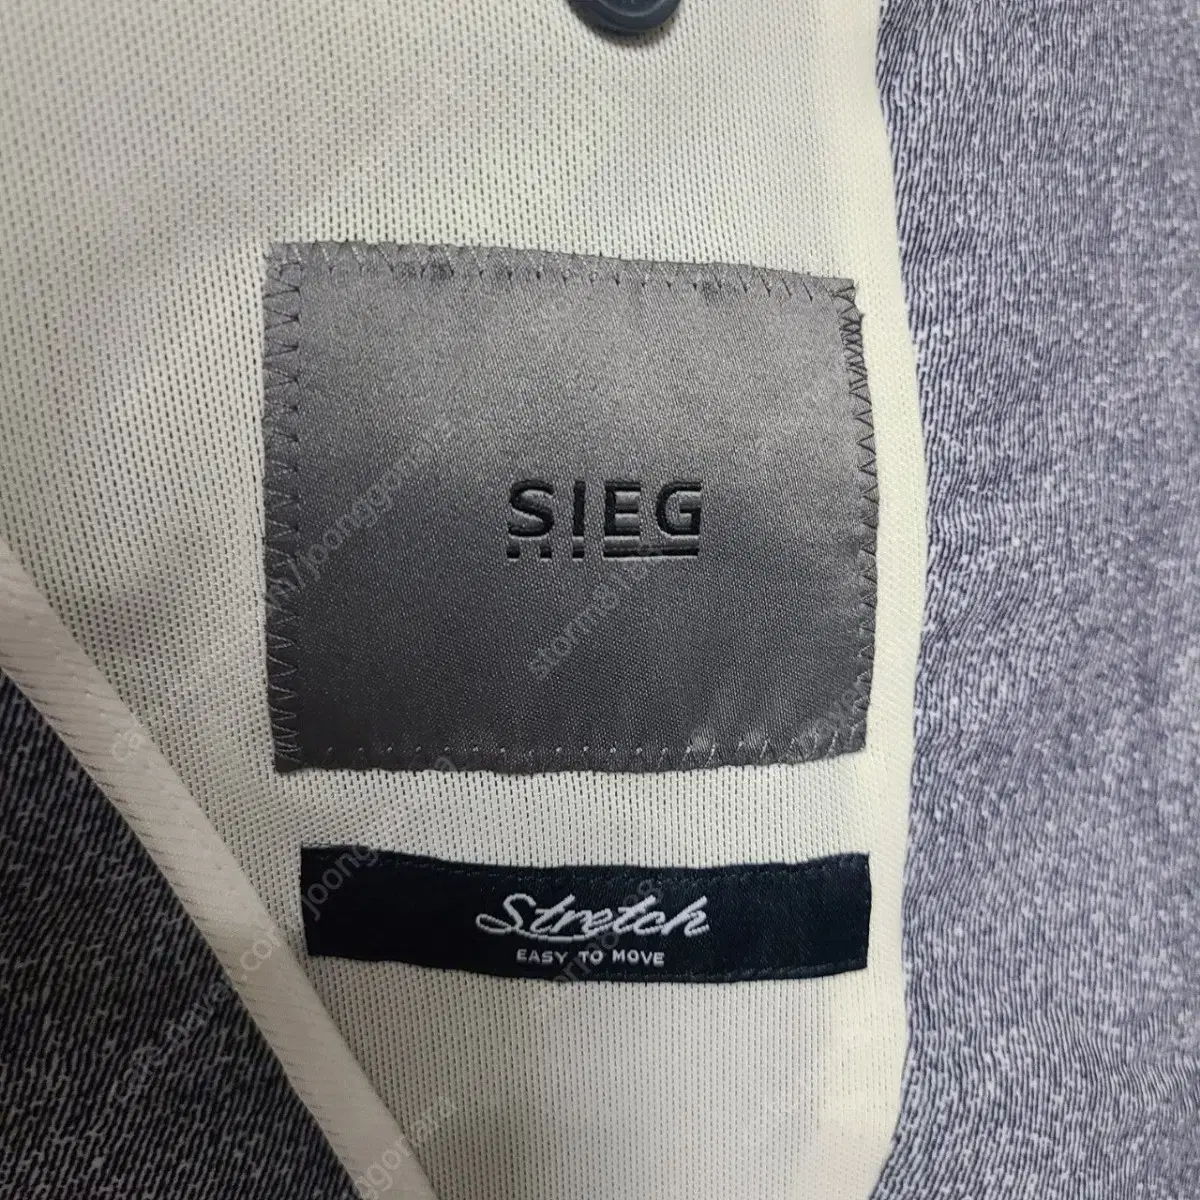 SIEG
Stretch
EASY TO MOVE